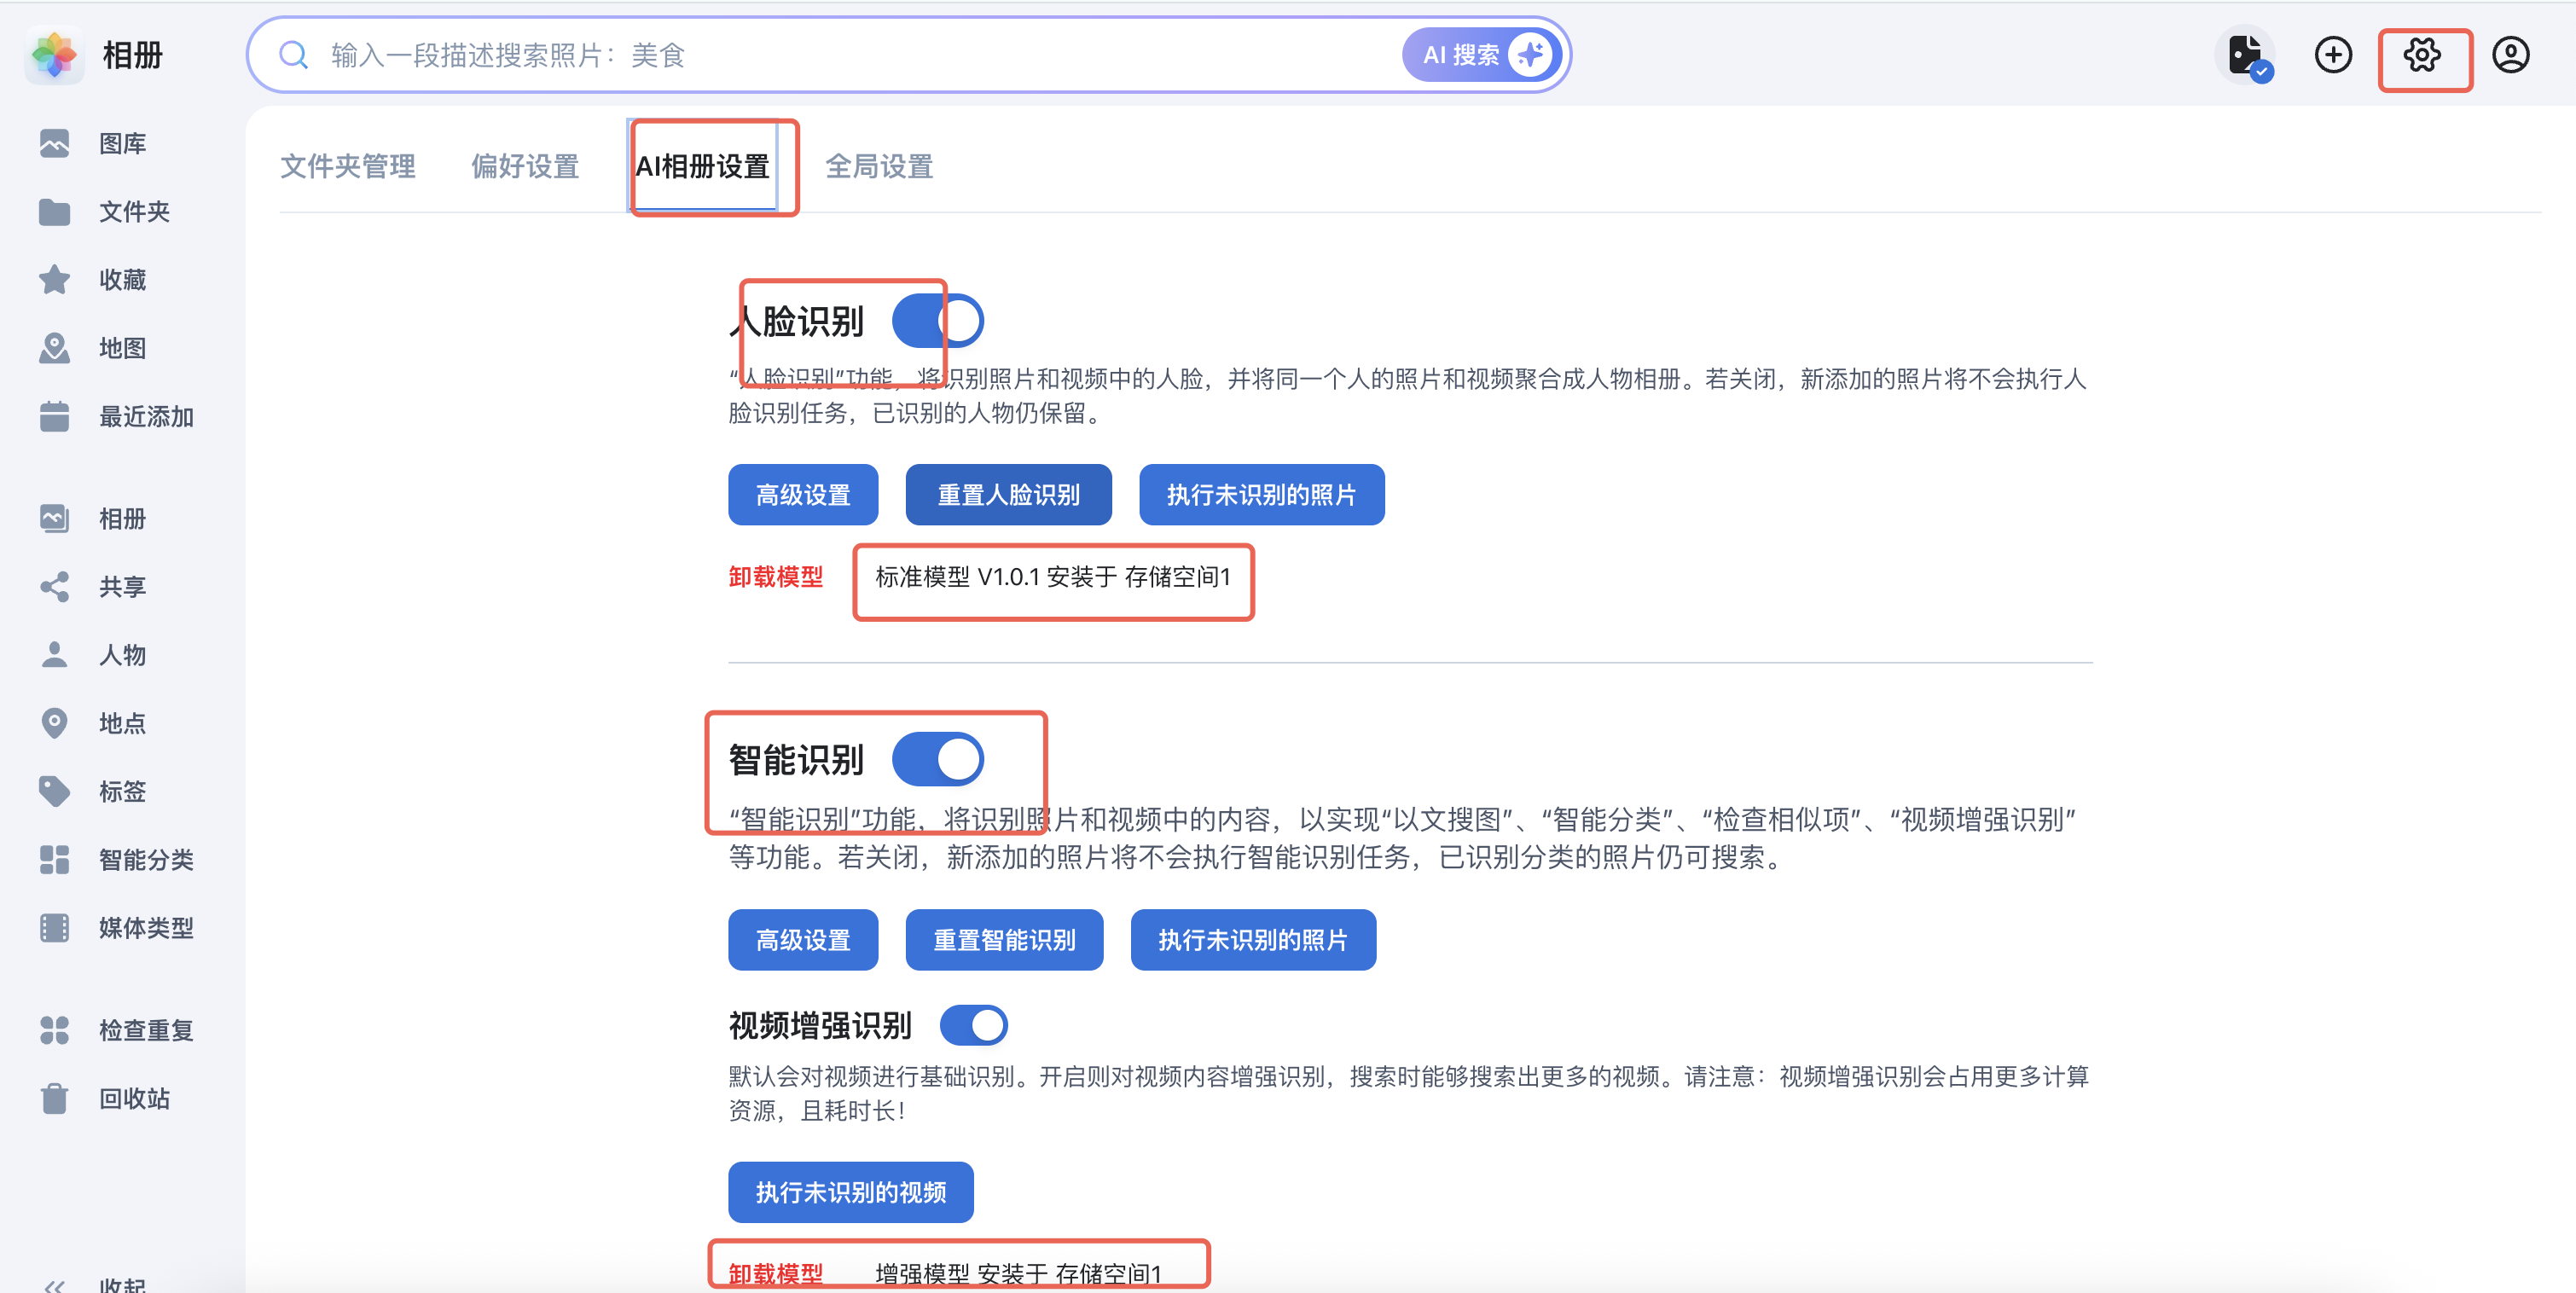 相册
输入一段描述搜索照片：美食
AI 搜索
图库
文件夹
收藏
地图
最近添加
相册
共享
人物
地点
标签
智能分类
媒体类型
检查重复
回收站
收起
文件夹管理 偏好设置 AI相册设置 全局设置
人脸识别
“人脸识别”功能，将识别照片和视频中的人脸，并将同一个人的照片和视频聚合成人物相册。若关闭，新添加的照片将不会执行人
脸识别任务，已识别的人物仍保留。
高级设置 重置人脸识别 执行未识别的照片
卸载模型 标准模型 V1.0.1 安装于 存储空间1
智能识别
“智能识别”功能，将识别照片和视频中的内容，以实现“以文搜图”、“智能分类”、“检查相似项”、“视频增强识别”
等功能。若关闭，新添加的照片将不会执行智能识别任务，已识别分类的照片仍可搜索。
高级设置 重置智能识别 执行未识别的照片
视频增强识别
默认会对视频进行基础识别。开启则对视频内容增强识别，搜索时能够搜索出更多的视频。请注意：视频增强识别会占用更多计算
资源，且耗时长！
执行未识别的视频
卸载模型 增强模型 安装于 存储空间1